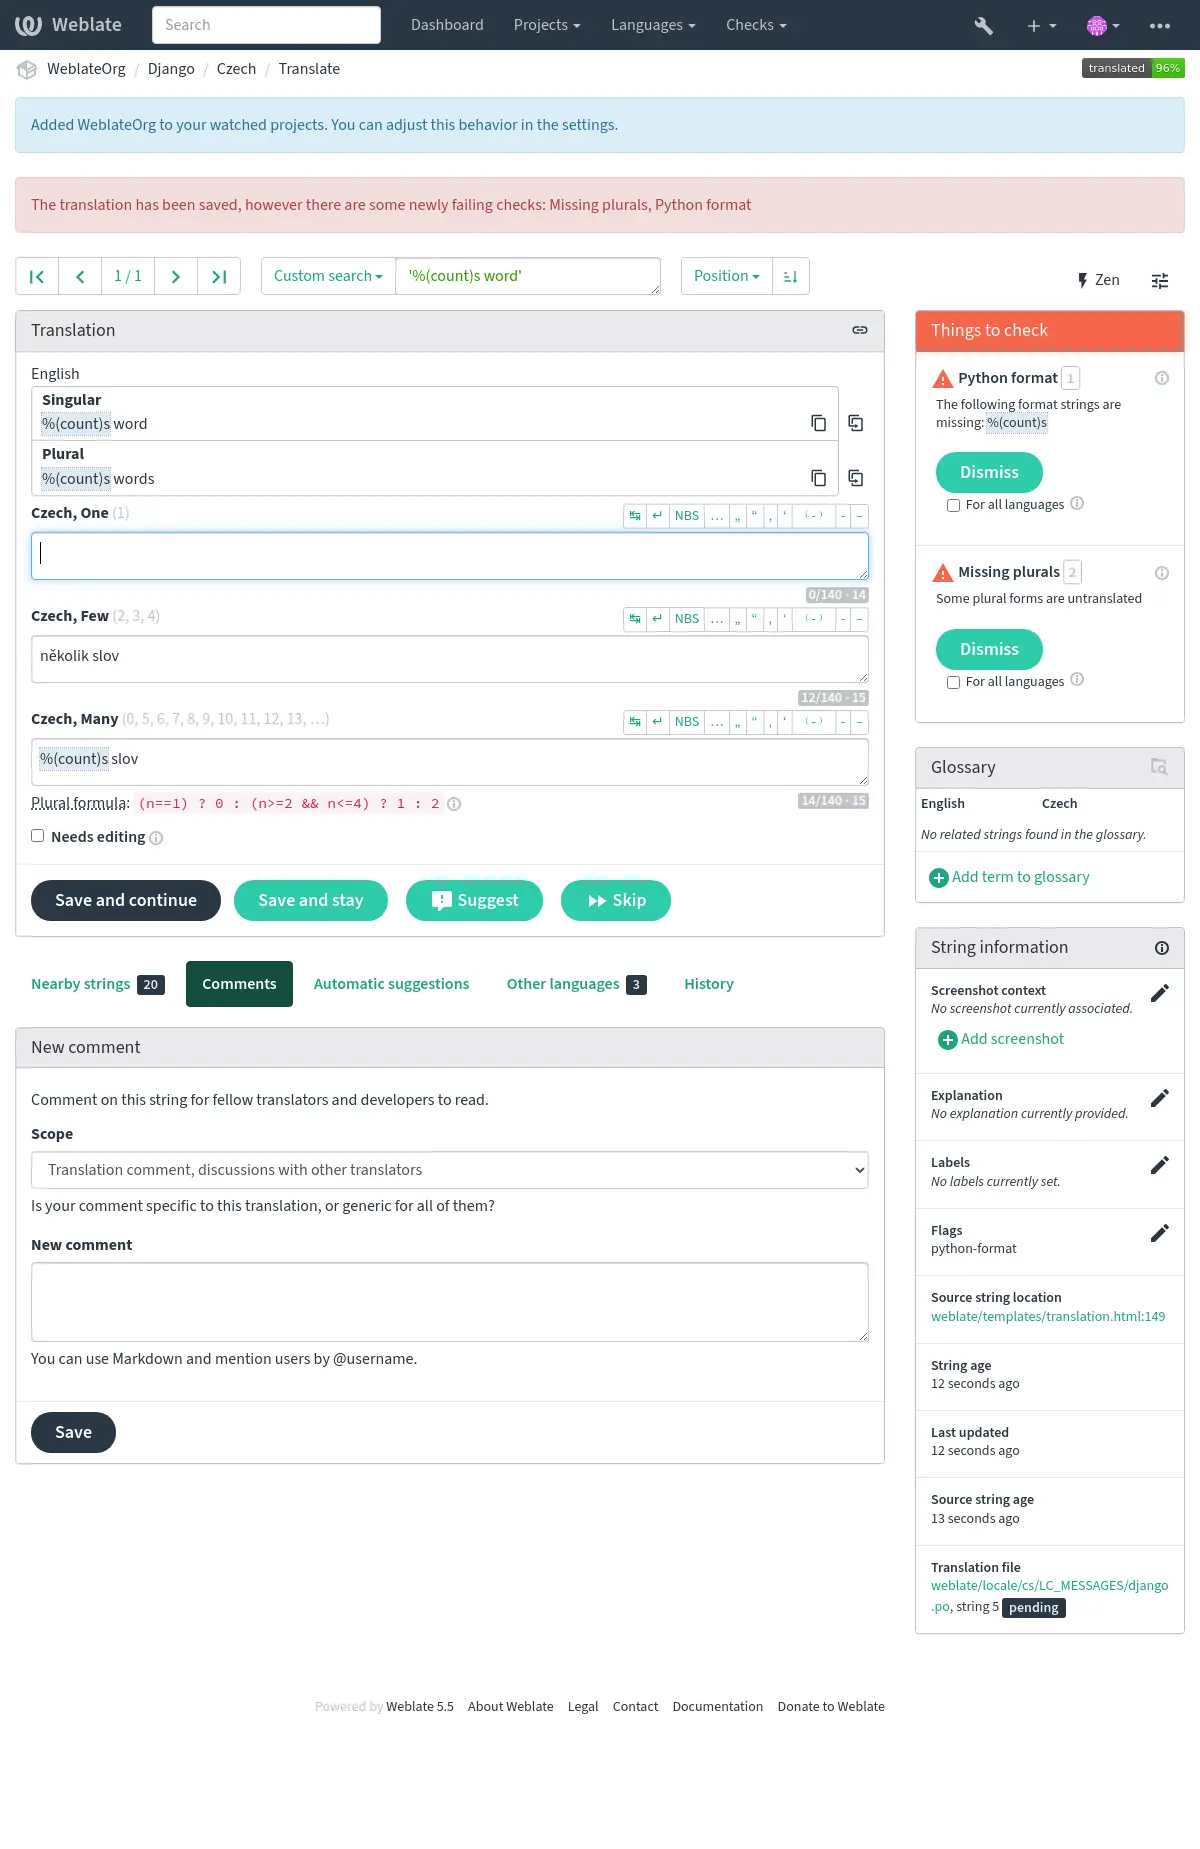 Weblate Search Dashboard Projects Languages Checks
WeblateOrg / Django / Czech / Translate translated 96%
Added WeblateOrg to your watched projects. You can adjust this behavior in the settings.
The translation has been saved, however there are some newly failing checks: Missing plurals, Python format
1 / 1 Custom search '%(count)s word' Position Zen
Translation
English
Singular
%(count)s word
Plural
%(count)s words
Czech, One (1) NBS … „ “ ‚ ‘ (-) - –
0/140 · 14
Czech, Few (2, 3, 4) NBS … „ “ ‚ ‘ (-) - –
několik slov
12/140 · 15
Czech, Many (0, 5, 6, 7, 8, 9, 10, 11, 12, 13, …) NBS … „ “ ‚ ‘ (-) - –
%(count)s slov
14/140 · 15
Plural formula: (n==1) ? 0 : (n>=2 && n<=4) ? 1 : 2
Needs editing
Save and continue Save and stay Suggest Skip
Nearby strings 20 Comments Automatic suggestions Other languages 3 History
New comment
Comment on this string for fellow translators and developers to read.
Scope
Translation comment, discussions with other translators
Is your comment specific to this translation, or generic for all of them?
New comment
You can use Markdown and mention users by @username.
Save
Things to check
Python format 1
The following format strings are
missing: %(count)s
Dismiss
For all languages
Missing plurals 2
Some plural forms are untranslated
Dismiss
For all languages
Glossary
English Czech
No related strings found in the glossary.
Add term to glossary
String information
Screenshot context
No screenshot currently associated.
Add screenshot
Explanation
No explanation currently provided.
Labels
No labels currently set.
Flags
python-format
Source string location
weblate/templates/translation.html:149
String age
12 seconds ago
Last updated
12 seconds ago
Source string age
13 seconds ago
Translation file
weblate/locale/cs/LC_MESSAGES/django
.po, string 5 pending
Powered by Weblate 5.5 About Weblate Legal Contact Documentation Donate to Weblate